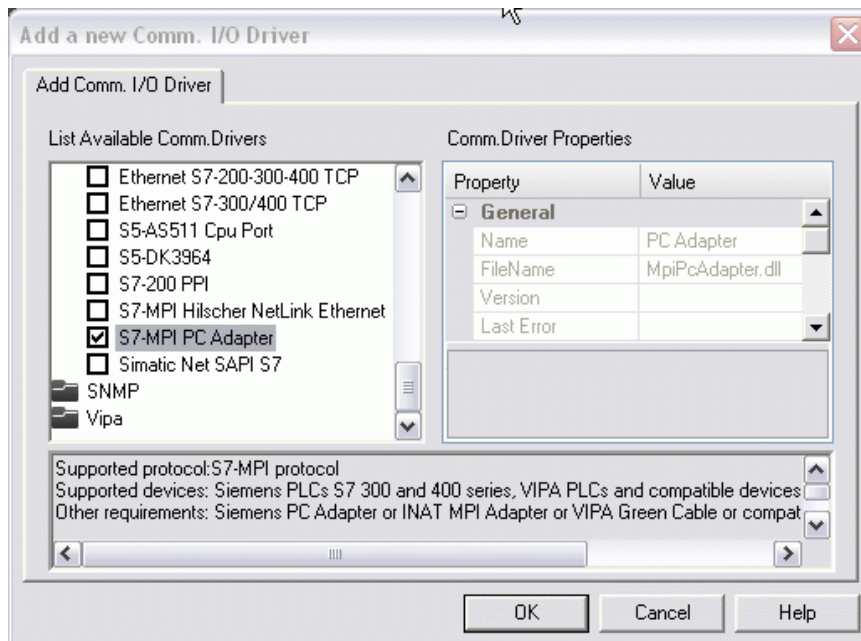 Add a new Comm. I/O Driver
Add Comm. I/O Driver
List Available Comm.Drivers
Ethernet S7-200-300-400 TCP
Ethernet S7-300/400 TCP
S5-AS511 Cpu Port
S5-DK3964
S7-200 PPI
S7-MPI Hilscher NetLink Ethernet
S7-MPI PC Adapter
Simatic Net SAPI S7
SNMP
Vipa
Comm.Driver Properties
Property Value
General
Name PC Adapter
FileName MpiPcAdapter.dll
Version
Last Error
Supported protocol:S7-MPI protocol
Supported devices: Siemens PLCs S7 300 and 400 series, VIPA PLCs and compatible devices
Other requirements: Siemens PC Adapter or INAT MPI Adapter or VIPA Green Cable or compat
OK Cancel Help